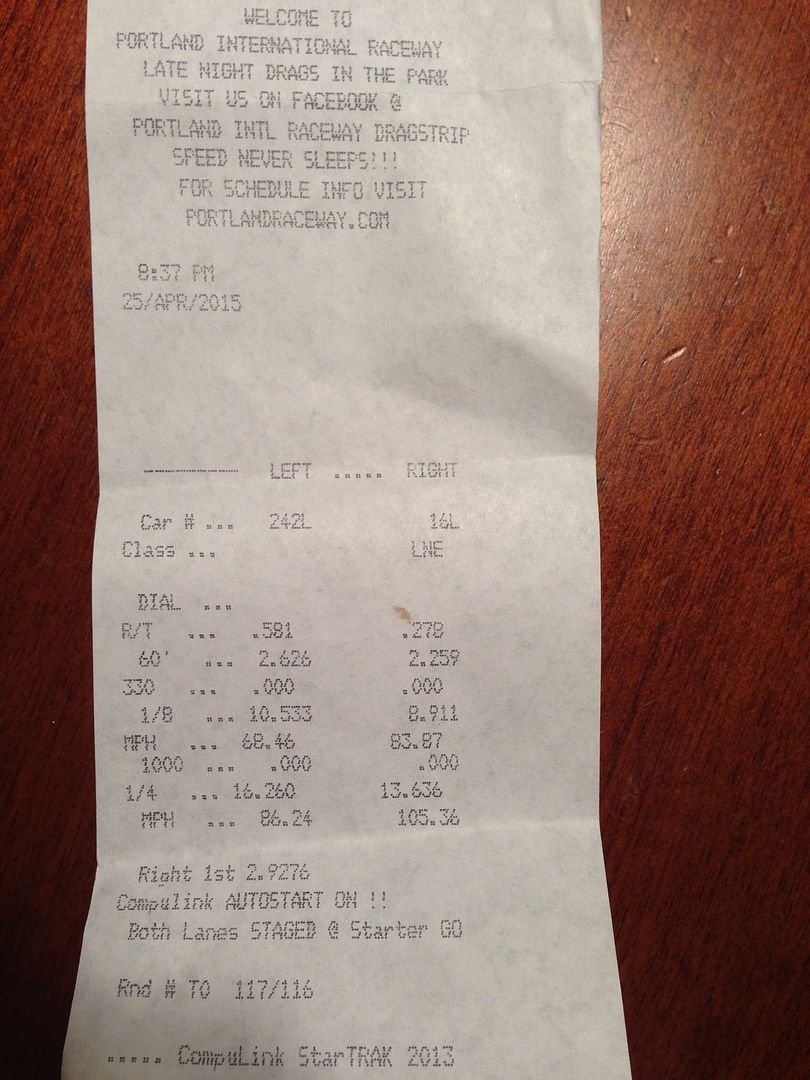 WELCOME TO
PORTLAND INTERNATIONAL RACEWAY
LATE NIGHT DRAGS IN THE PARK
VISIT US ON FACEBOOK @
PORTLAND INTL RACEWAY DRAGSTRIP
SPEED NEVER SLEEPS!!!
FOR SCHEDULE INFO VISIT
PORTLANDRACEWAY.COM
8:37 PM
25/APR/2015
-------- LEFT ..... RIGHT
Car # ... 242L 16L
Class ... LNE
DIAL ...
R/T ... .581 .278
60' ... 2.626 2.259
330 ... .000 .000
1/8 ... 10.533 8.911
MPH ... 68.46 83.87
1000 ... .000 .000
1/4 ... 16.260 13.636
MPH ... 86.24 105.36
Right 1st 2.9276
Compulink AUTOSTART ON !!
Both Lanes STAGED @ Starter GO
Rnd # T0 117/116
..... CompuLink StarTRAK 2013